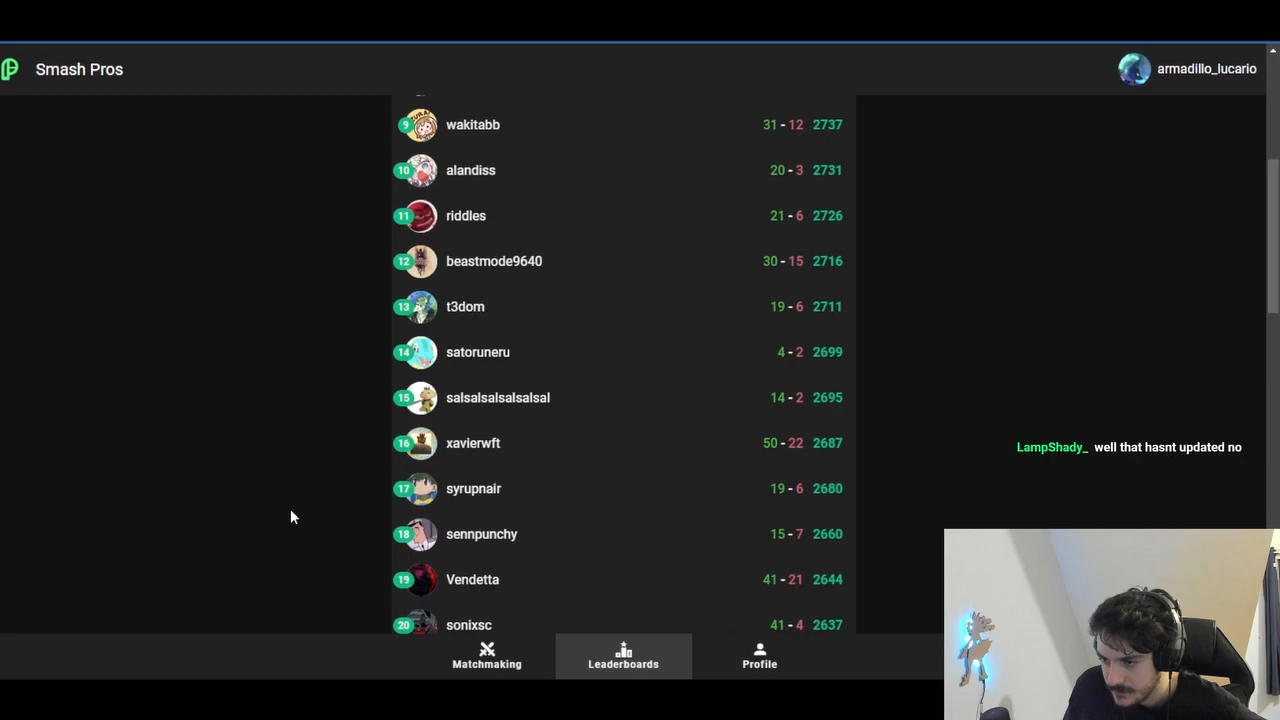 Smash Pros
armadillo_lucario
9 wakitabb 31 - 12 2737
10 alandiss 20 - 3 2731
11 riddles 21 - 6 2726
12 beastmode9640 30 - 15 2716
13 t3dom 19 - 6 2711
14 satoruneru 4 - 2 2699
15 salsalsalsalsalsal 14 - 2 2695
16 xavierwft 50 - 22 2687
LampShady_ well that hasnt updated no
17 syrupnair 19 - 6 2680
18 sennpunchy 15 - 7 2660
19 Vendetta 41 - 21 2644
20 sonixsc 41 - 4 2637
Matchmaking Leaderboards Profile